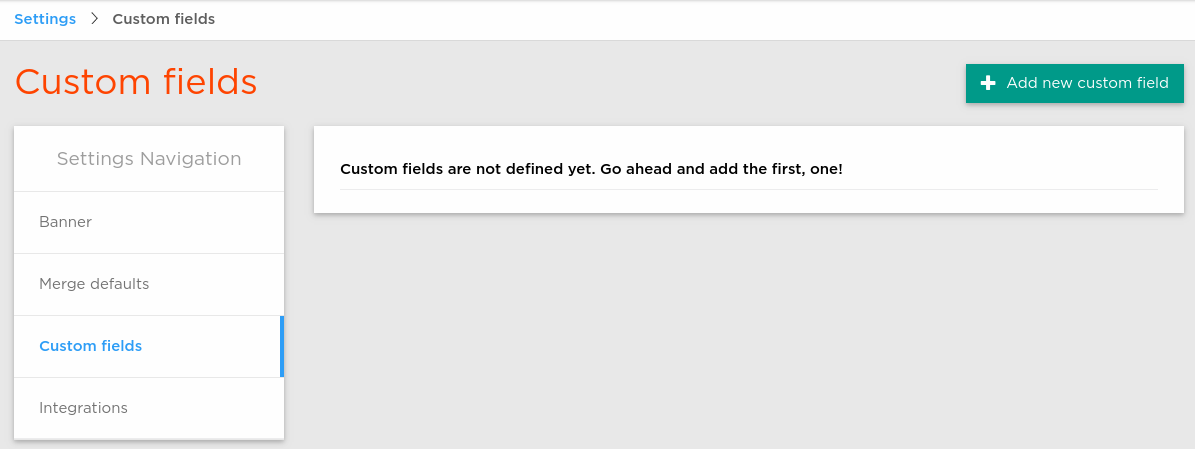 Settings > Custom fields
Custom fields
+ Add new custom field
Settings Navigation
Banner
Merge defaults
Custom fields
Integrations
Custom fields are not defined yet. Go ahead and add the first, one!